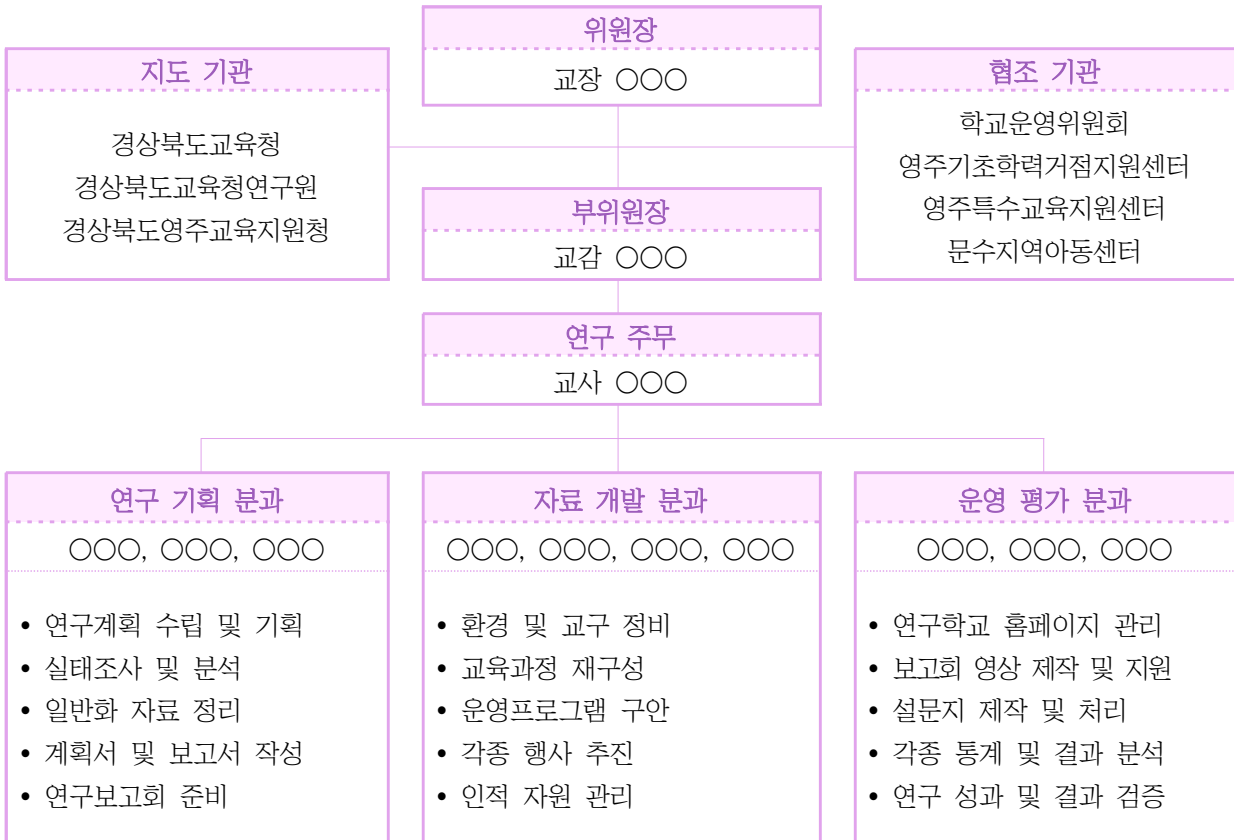 위원장
교장 ○○○
지도 기관
경상북도교육청
경상북도교육청연구원
경상북도영주교육지원청
협조 기관
학교운영위원회
영주기초학력거점지원센터
영주특수교육지원센터
문수지역아동센터
부위원장
교감 ○○○
연구 주무
교사 ○○○
연구 기획 분과
○○○, ○○○, ○○○
• 연구계획 수립 및 기획
• 실태조사 및 분석
• 일반화 자료 정리
• 계획서 및 보고서 작성
• 연구보고회 준비
자료 개발 분과
○○○, ○○○, ○○○, ○○○
• 환경 및 교구 정비
• 교육과정 재구성
• 운영프로그램 구안
• 각종 행사 추진
• 인적 자원 관리
운영 평가 분과
○○○, ○○○, ○○○
• 연구학교 홈페이지 관리
• 보고회 영상 제작 및 지원
• 설문지 제작 및 처리
• 각종 통계 및 결과 분석
• 연구 성과 및 결과 검증